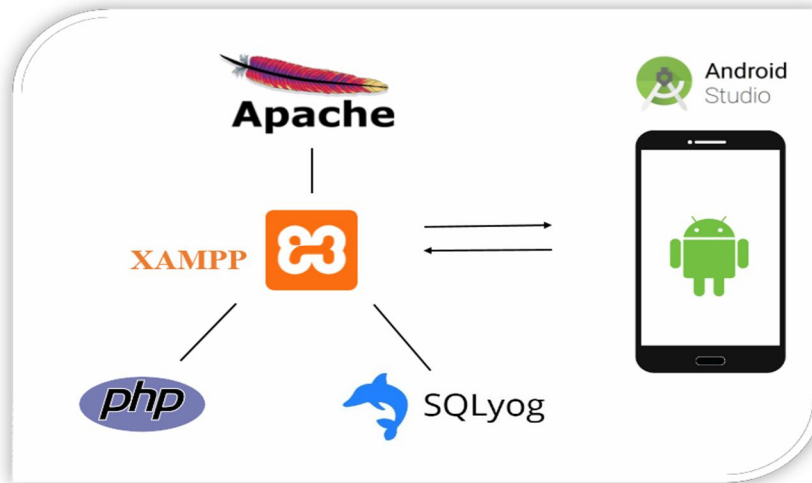 Apache
Android
Studio
XAMPP
php
SQLyog